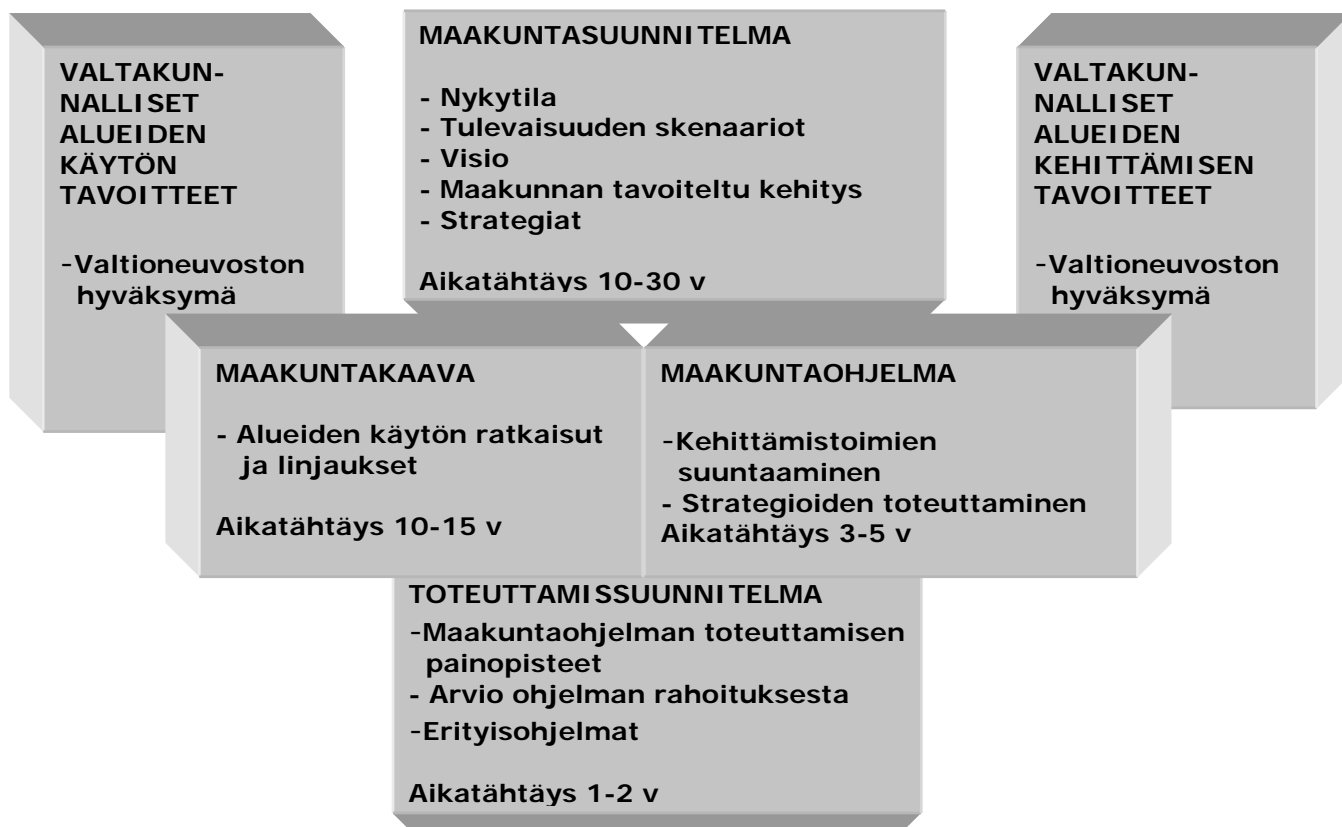 VALTAKUN-
NALLISET
ALUEIDEN
KÄYTÖN
TAVOITTEET
-Valtioneuvoston
hyväksymä
MAAKUNTASUUNNITELMA
- Nykytila
- Tulevaisuuden skenaariot
- Visio
- Maakunnan tavoiteltu kehitys
- Strategiat
Aikatähtäys 10-30 v
VALTAKUN-
NALLISET
ALUEIDEN
KEHITTÄMISEN
TAVOITTEET
-Valtioneuvoston
hyväksymä
MAAKUNTAKAAVA
- Alueiden käytön ratkaisut
ja linjaukset
Aikatähtäys 10-15 v
MAAKUNTAOHJELMA
-Kehittämistoimien
suuntaaminen
- Strategioiden toteuttaminen
Aikatähtäys 3-5 v
TOTEUTTAMISSUUNNITELMA
-Maakuntaohjelman toteuttamisen
painopisteet
- Arvio ohjelman rahoituksesta
-Erityisohjelmat
Aikatähtäys 1-2 v